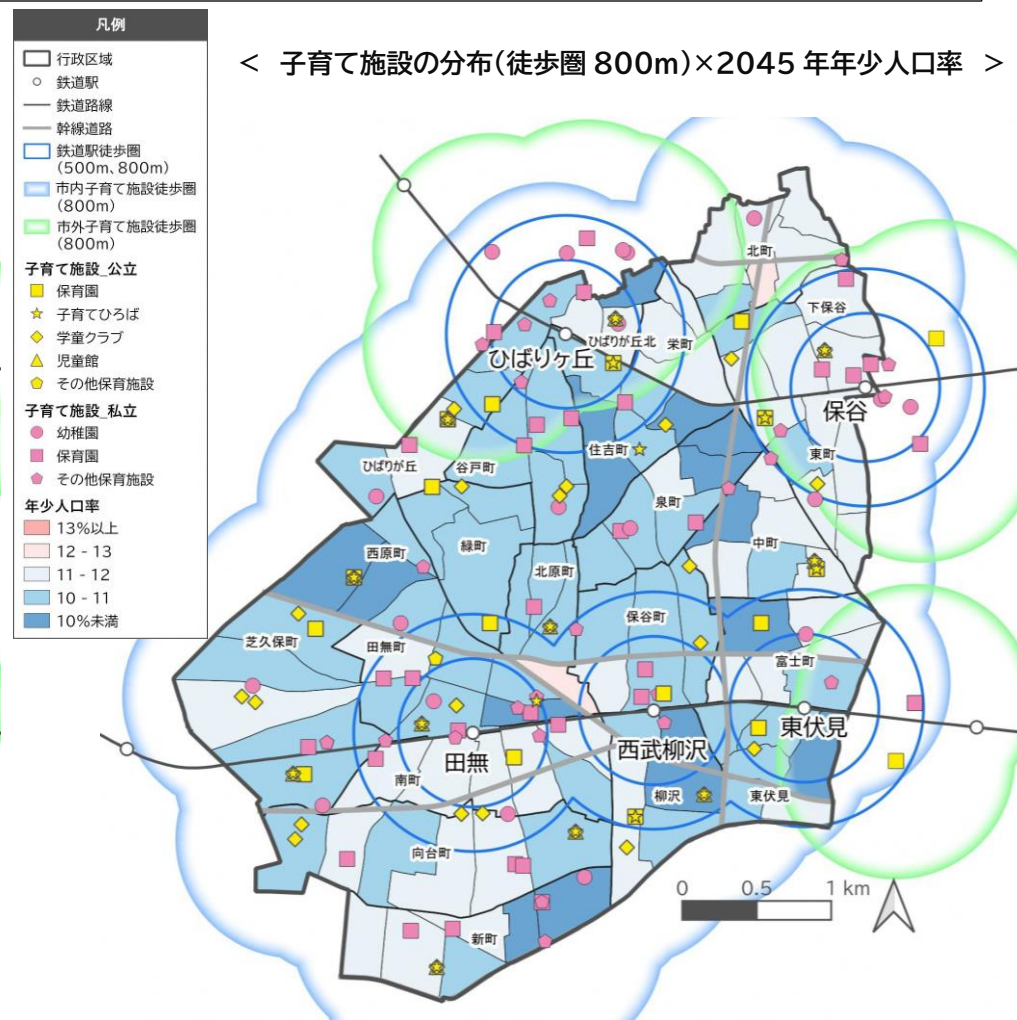 凡例
行政区域
鉄道駅
鉄道路線
幹線道路
鉄道駅徒歩圏
(500m、800m)
市内子育て施設徒歩圏
(800m)
市外子育て施設徒歩圏
(800m)
子育て施設_公立
保育園
子育てひろば
学童クラブ
児童館
その他保育施設
子育て施設_私立
幼稚園
保育園
その他保育施設
年少人口率
13%以上
12 - 13
11 - 12
10 - 11
10%未満
< 子育て施設の分布(徒歩圏 800m)×2045 年年少人口率 >
北町
下保谷
ひばりが丘北
栄町
ひばりヶ丘
保谷
住吉町
東町
ひばりが丘
谷戸町
泉町
中町
緑町
西原町
北原町
保谷町
芝久保町
田無町
富士町
東伏見
西武柳沢
田無
南町
柳沢
東伏見
向台町
新町
0 0.5 1 km